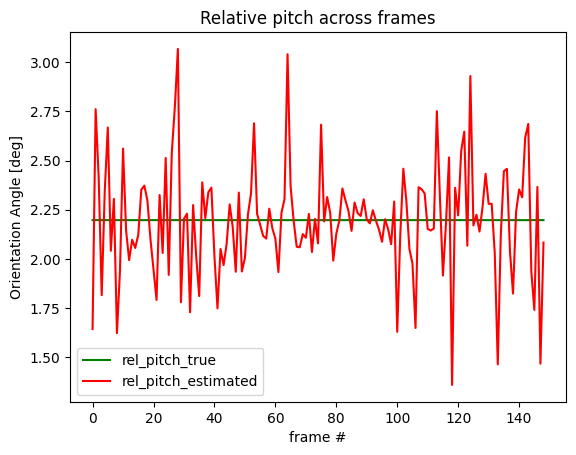 Relative pitch across frames
Orientation Angle [deg]
3.00
2.75
2.50
2.25
2.00
1.75
1.50
rel_pitch_true
rel_pitch_estimated
0 20 40 60 80 100 120 140
frame #